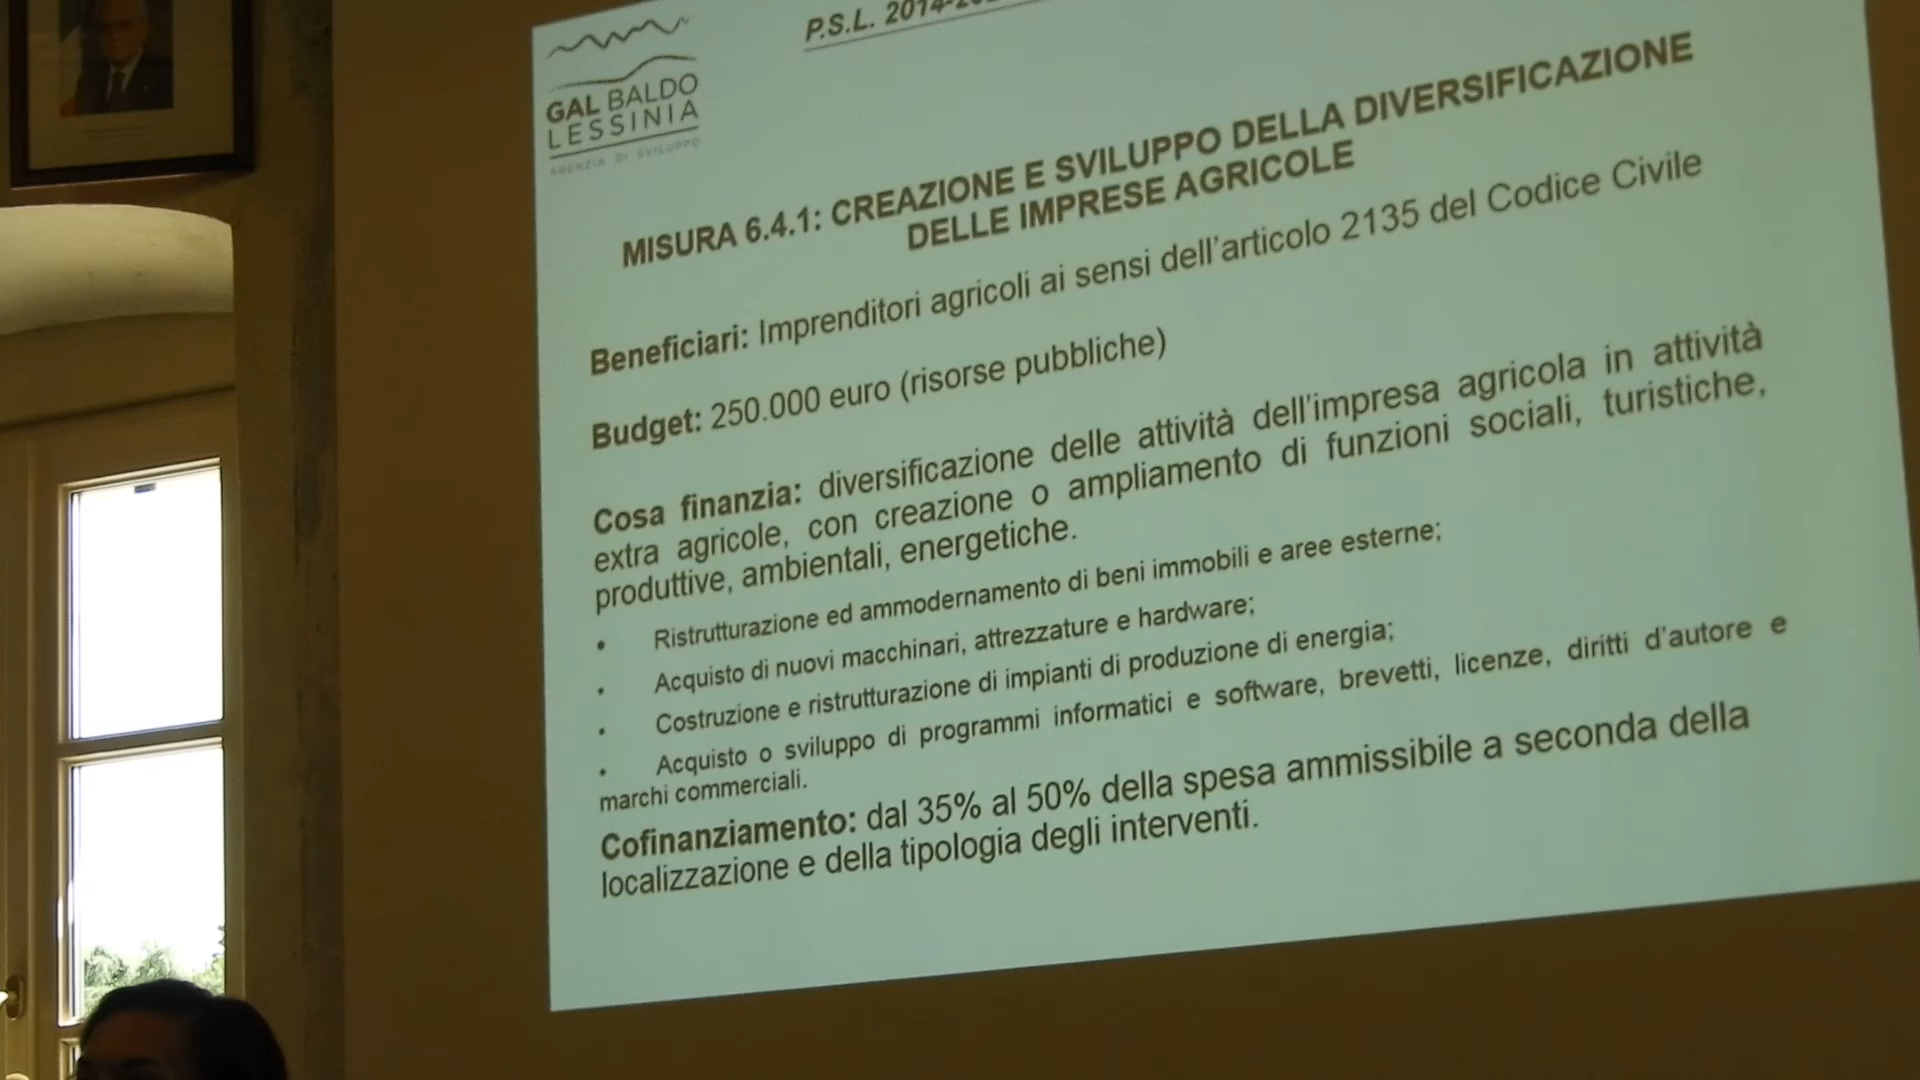 P.S.L. 2014-20
GAL BALDO
LESSINIA
AGENZIA DI SVILUPPO
MISURA 6.4.1: CREAZIONE E SVILUPPO DELLA DIVERSIFICAZIONE
DELLE IMPRESE AGRICOLE
Beneficiari: Imprenditori agricoli ai sensi dell'articolo 2135 del Codice Civile
Budget: 250.000 euro (risorse pubbliche)
Cosa finanzia: diversificazione delle attività dell'impresa agricola in attività
extra agricole, con creazione o ampliamento di funzioni sociali, turistiche,
produttive, ambientali, energetiche.
• Ristrutturazione ed ammodernamento di beni immobili e aree esterne;
• Acquisto di nuovi macchinari, attrezzature e hardware;
• Costruzione e ristrutturazione di impianti di produzione di energia;
• Acquisto o sviluppo di programmi informatici e software, brevetti, licenze, diritti d'autore e
marchi commerciali.
Cofinanziamento: dal 35% al 50% della spesa ammissibile a seconda della
localizzazione e della tipologia degli interventi.